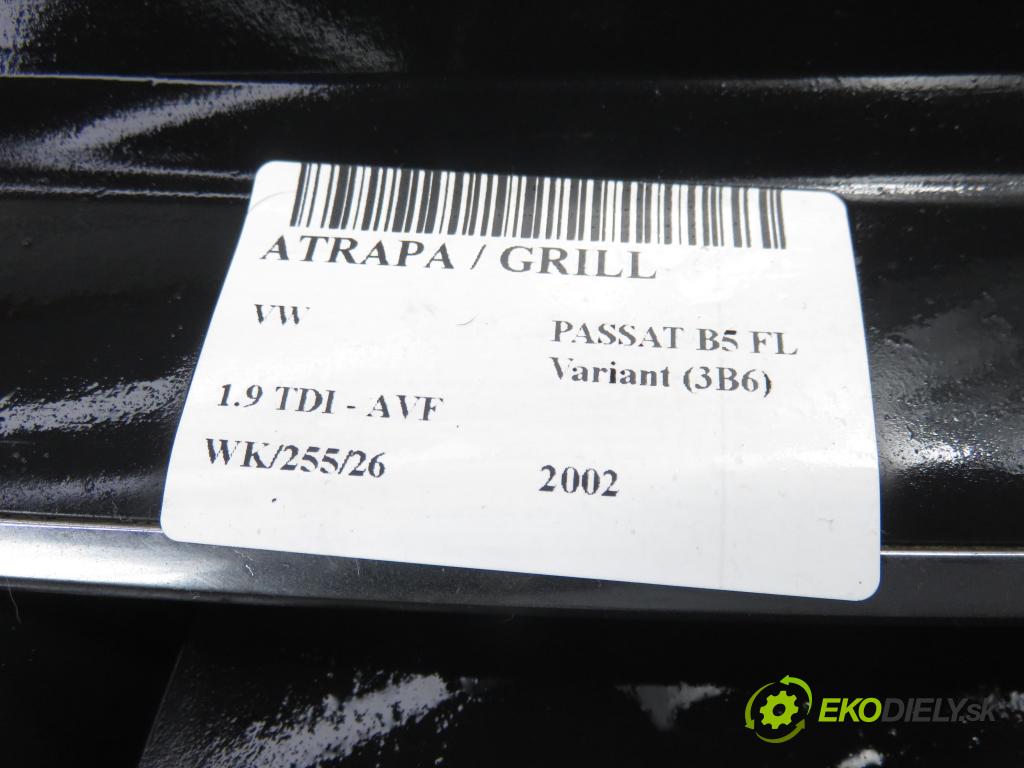 ATRAPA / GRILL
VW
PASSAT B5 FL
Variant (3B6)
1.9 TDI - AVF
WK/255/26
2002
EKODIELY.sk